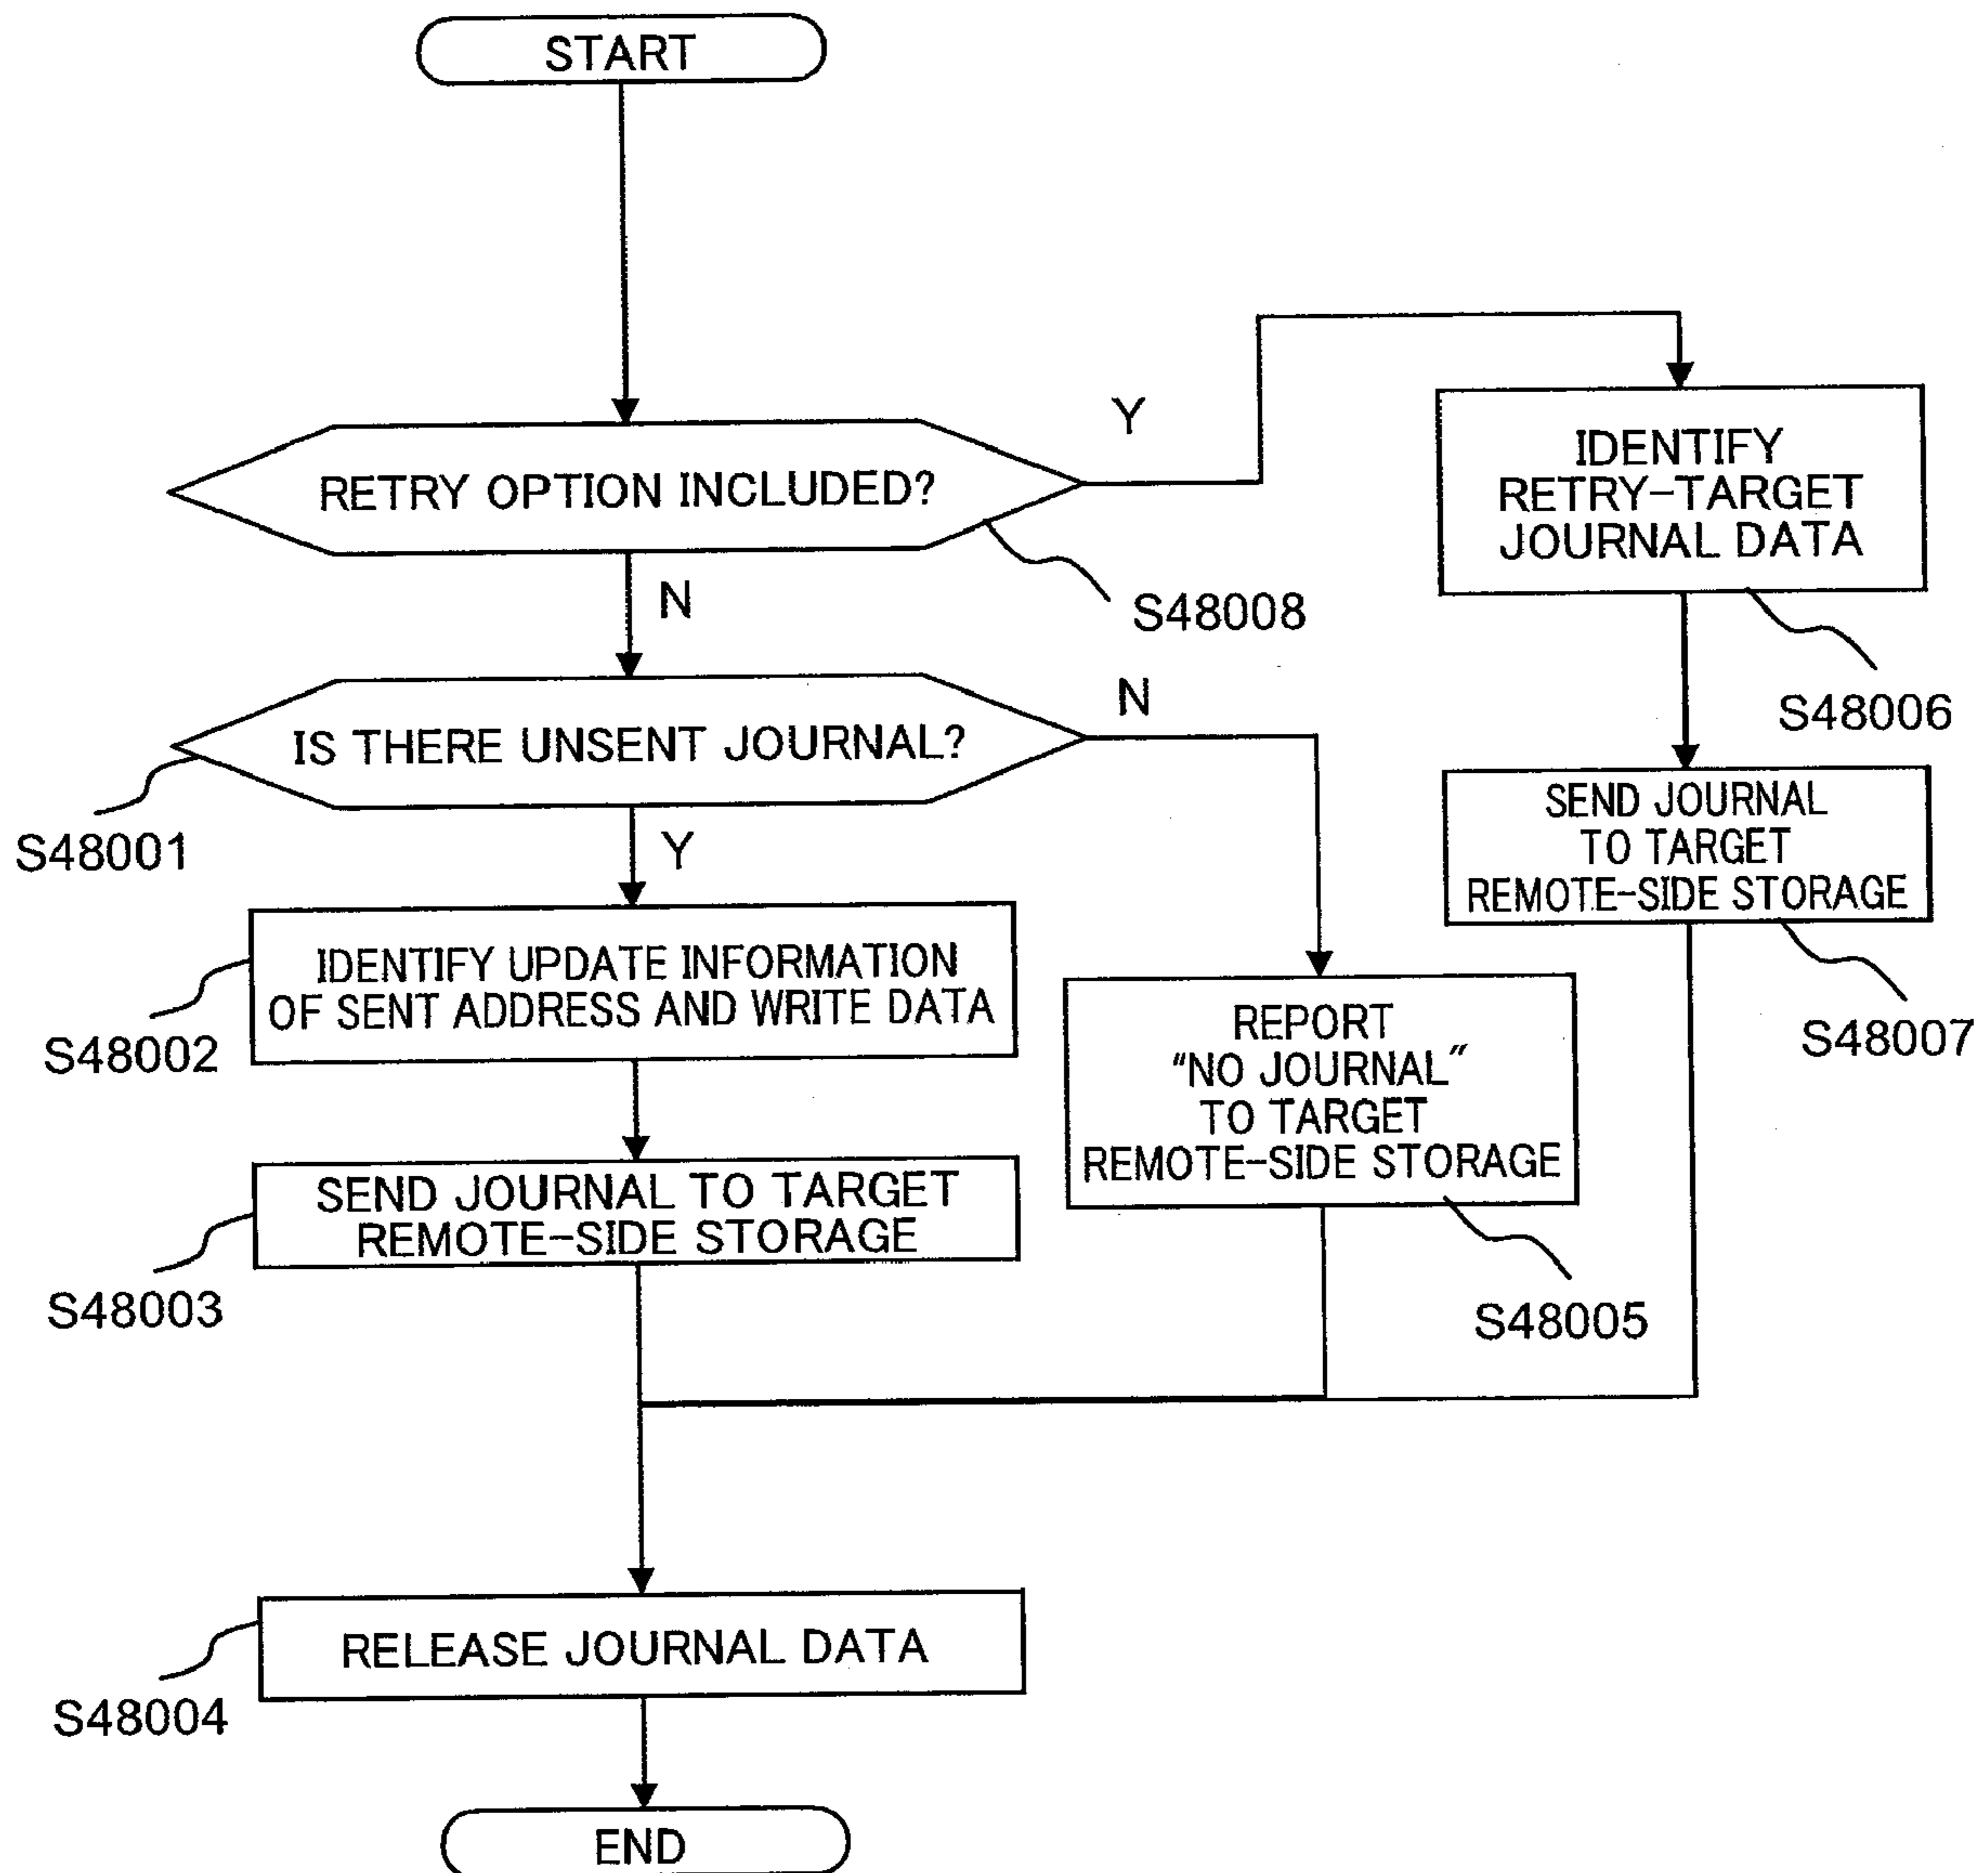 START
RETRY OPTION INCLUDED?
Y
N
S48008
IDENTIFY
RETRY-TARGET
JOURNAL DATA
S48006
IS THERE UNSENT JOURNAL?
N
Y
S48001
SEND JOURNAL
TO TARGET
REMOTE-SIDE STORAGE
S48007
IDENTIFY UPDATE INFORMATION
OF SENT ADDRESS AND WRITE DATA
S48002
REPORT
"NO JOURNAL"
TO TARGET
REMOTE-SIDE STORAGE
S48005
SEND JOURNAL TO TARGET
REMOTE-SIDE STORAGE
S48003
RELEASE JOURNAL DATA
S48004
END